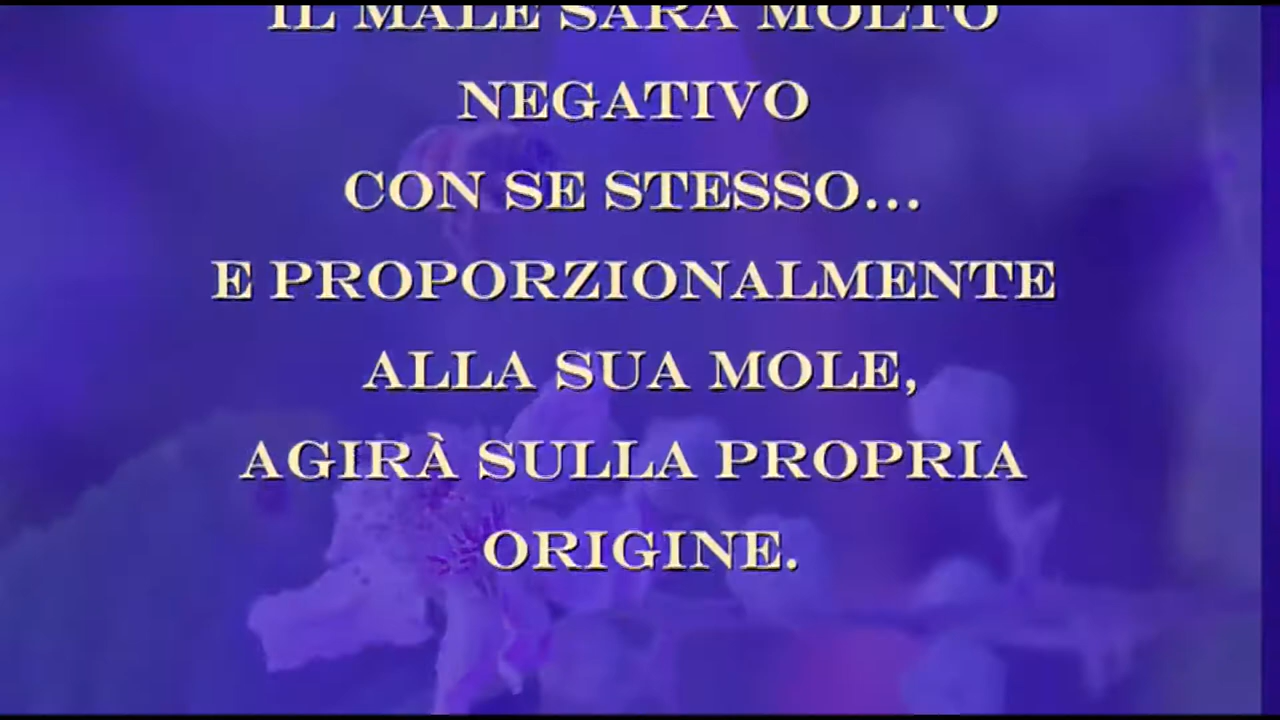 IL MALE SARÀ MOLTO
NEGATIVO
CON SE STESSO...
E PROPORZIONALMENTE
ALLA SUA MOLE,
AGIRÀ SULLA PROPRIA
ORIGINE.